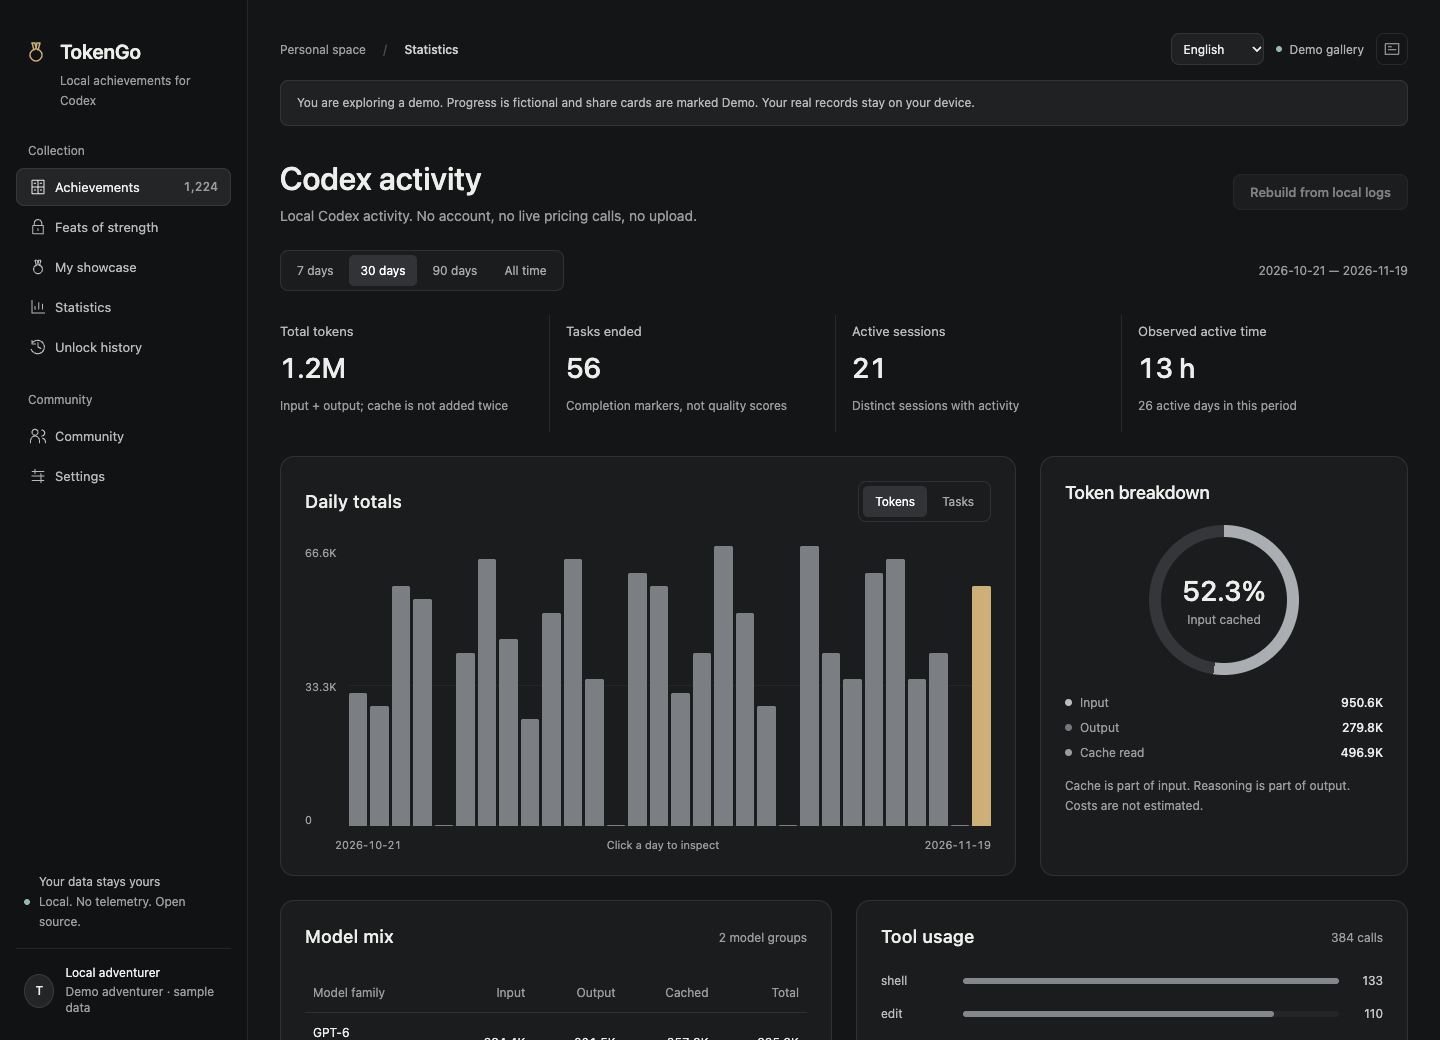 TokenGo
Local achievements for
Codex
Collection
Achievements 1,224
Feats of strength
My showcase
Statistics
Unlock history
Community
Community
Settings
Your data stays yours
Local. No telemetry. Open
source.
T
Local adventurer
Demo adventurer · sample
data
Personal space / Statistics
English
Demo gallery
You are exploring a demo. Progress is fictional and share cards are marked Demo. Your real records stay on your device.
Codex activity
Local Codex activity. No account, no live pricing calls, no upload.
Rebuild from local logs
7 days 30 days 90 days All time
2026-10-21 — 2026-11-19
Total tokens
1.2M
Input + output; cache is not added twice
Tasks ended
56
Completion markers, not quality scores
Active sessions
21
Distinct sessions with activity
Observed active time
13 h
26 active days in this period
Daily totals
Tokens Tasks
66.6K
33.3K
0
2026-10-21 Click a day to inspect 2026-11-19
Token breakdown
52.3%
Input cached
Input 950.6K
Output 279.8K
Cache read 496.9K
Cache is part of input. Reasoning is part of output.
Costs are not estimated.
Model mix
2 model groups
Model family Input Output Cached Total
GPT-6
Tool usage
384 calls
shell 133
edit 110